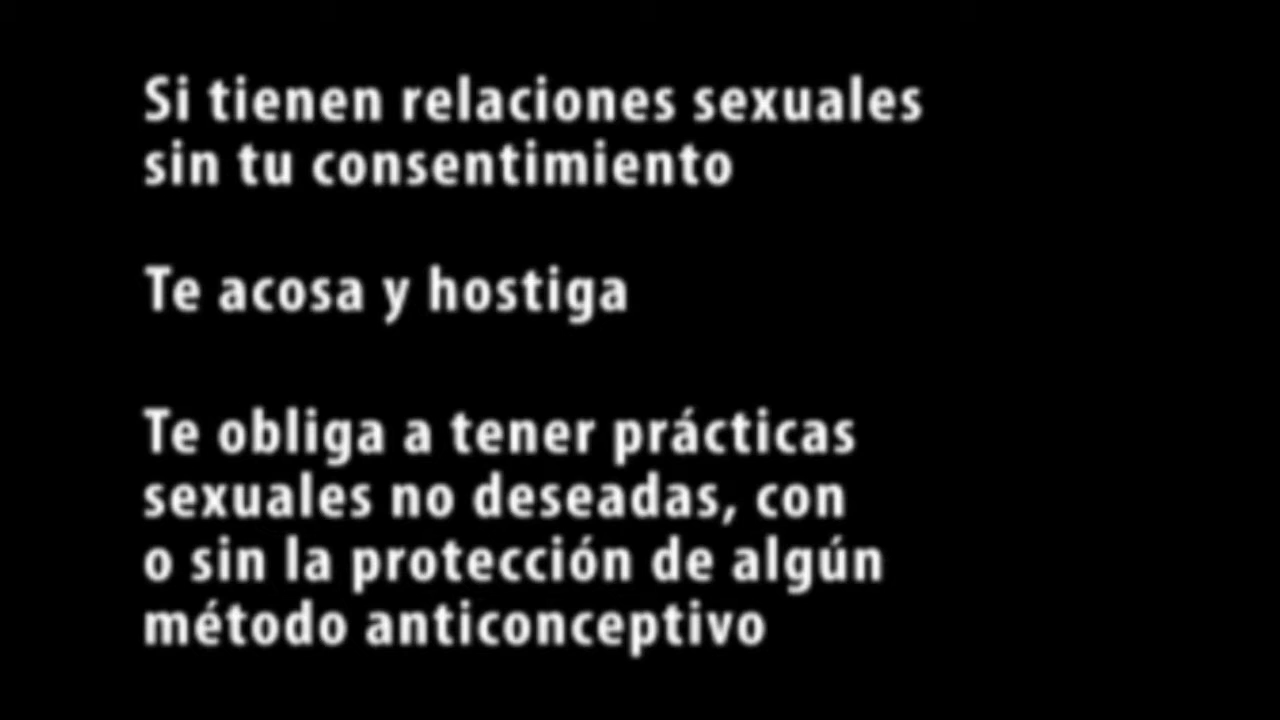 Si tienen relaciones sexuales
sin tu consentimiento
Te acosa y hostiga
Te obliga a tener prácticas
sexuales no deseadas, con
o sin la protección de algún
método anticonceptivo